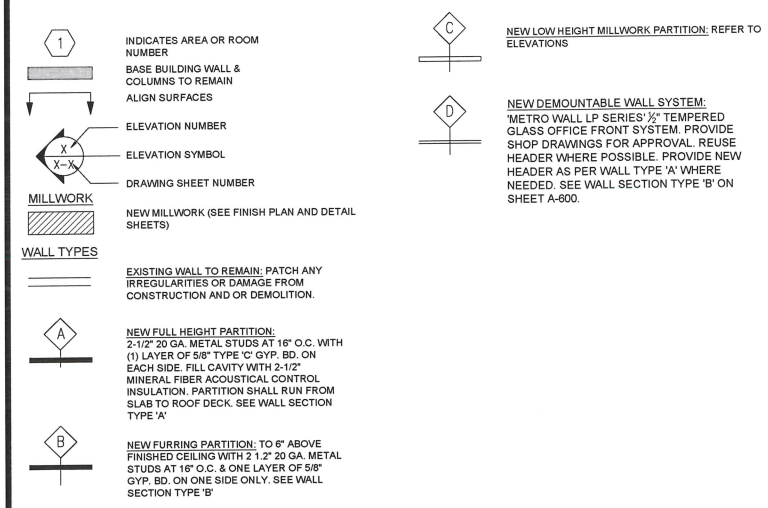 1
INDICATES AREA OR ROOM
NUMBER
BASE BUILDING WALL &
COLUMNS TO REMAIN
ALIGN SURFACES
ELEVATION NUMBER
X
ELEVATION SYMBOL
X-X
DRAWING SHEET NUMBER
MILLWORK
NEW MILLWORK (SEE FINISH PLAN AND DETAIL
SHEETS)
WALL TYPES
EXISTING WALL TO REMAIN: PATCH ANY
IRREGULARITIES OR DAMAGE FROM
CONSTRUCTION AND OR DEMOLITION.
A
NEW FULL HEIGHT PARTITION:
2-1/2" 20 GA. METAL STUDS AT 16" O.C. WITH
(1) LAYER OF 5/8" TYPE 'C' GYP. BD. ON
EACH SIDE. FILL CAVITY WITH 2-1/2"
MINERAL FIBER ACOUSTICAL CONTROL
INSULATION. PARTITION SHALL RUN FROM
SLAB TO ROOF DECK. SEE WALL SECTION
TYPE 'A'
B
NEW FURRING PARTITION: TO 6" ABOVE
FINISHED CEILING WITH 2 1.2" 20 GA. METAL
STUDS AT 16" O.C. & ONE LAYER OF 5/8"
GYP. BD. ON ONE SIDE ONLY. SEE WALL
SECTION TYPE 'B'
C
NEW LOW HEIGHT MILLWORK PARTITION: REFER TO
ELEVATIONS
D
NEW DEMOUNTABLE WALL SYSTEM:
'METRO WALL LP SERIES' ½" TEMPERED
GLASS OFFICE FRONT SYSTEM. PROVIDE
SHOP DRAWINGS FOR APPROVAL. REUSE
HEADER WHERE POSSIBLE. PROVIDE NEW
HEADER AS PER WALL TYPE 'A' WHERE
NEEDED. SEE WALL SECTION TYPE 'B' ON
SHEET A-600.